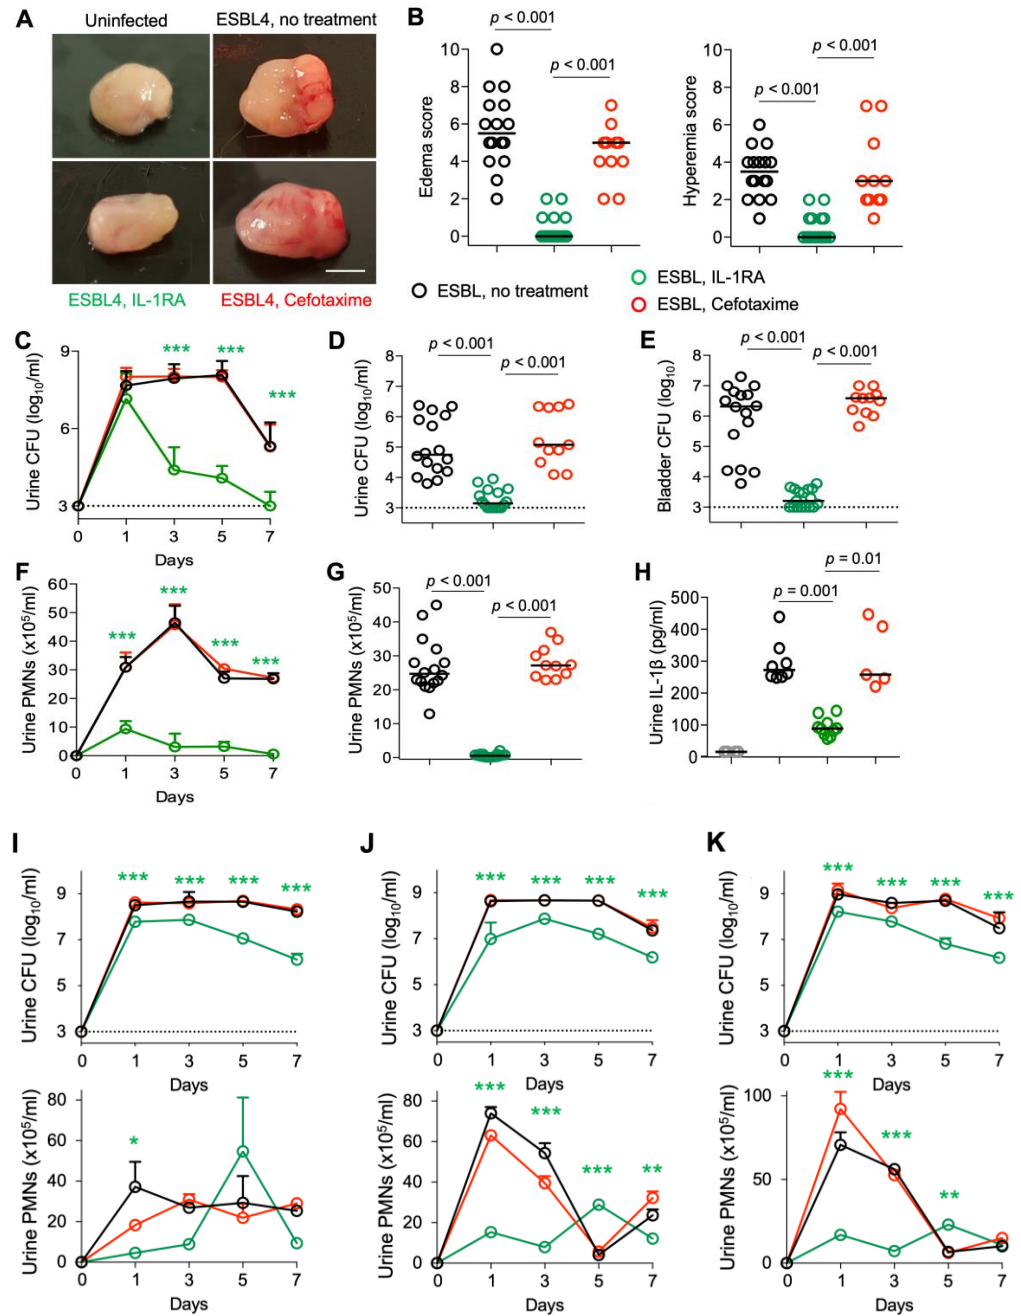 A
Uninfected
ESBL4, no treatment
ESBL4, IL-1RA
ESBL4, Cefotaxime
B
p < 0.001
p < 0.001
Edema score
10
8
6
4
2
0
p < 0.001
p < 0.001
Hyperemia score
10
8
6
4
2
0
ESBL, no treatment
ESBL, IL-1RA
ESBL, Cefotaxime
C
Urine CFU (log10/ml)
9
6
3
*** *** ***
0 1 3 5 7
Days
D
p < 0.001
p < 0.001
Urine CFU (log10/ml)
8
7
6
5
4
3
E
p < 0.001
p < 0.001
Bladder CFU (log10)
8
7
6
5
4
3
F
Urine PMNs (x10⁵/ml)
60
50
40
30
20
10
0
*** *** *** ***
0 1 3 5 7
Days
G
p < 0.001
p < 0.001
Urine PMNs (x10⁵/ml)
50
40
30
20
10
0
H
p = 0.01
p = 0.001
Urine IL-1β (pg/ml)
500
400
300
200
100
0
I
*** *** *** ***
Urine CFU (log10/ml)
9
7
5
3
0 1 3 5 7
Days
Urine PMNs (x10⁵/ml)
80
60
40
20
0
*
0 1 3 5 7
Days
J
*** *** *** ***
Urine CFU (log10/ml)
9
7
5
3
0 1 3 5 7
Days
Urine PMNs (x10⁵/ml)
80
60
40
20
0
*** *** *** **
0 1 3 5 7
Days
K
*** *** *** ***
Urine CFU (log10/ml)
9
7
5
3
0 1 3 5 7
Days
Urine PMNs (x10⁵/ml)
100
50
0
*** *** **
0 1 3 5 7
Days